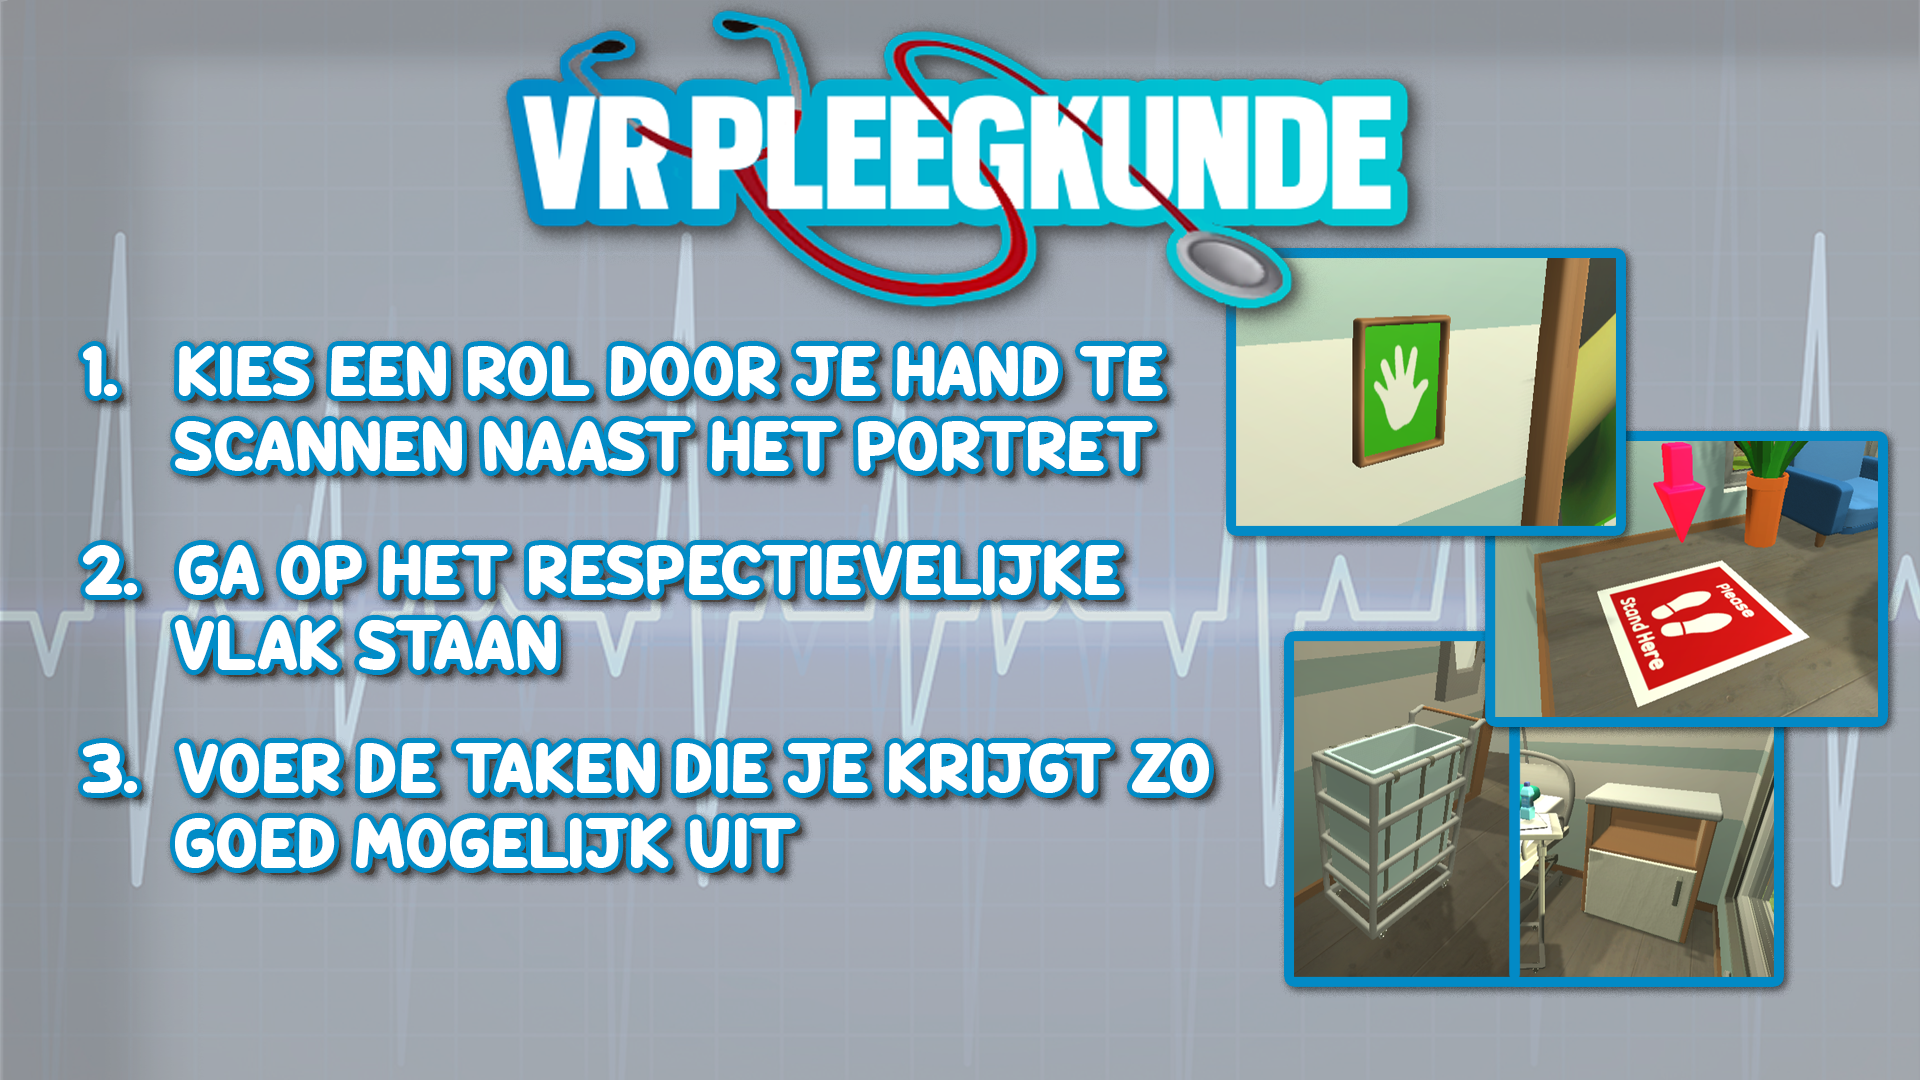 VR PLEEGKUNDE
1. KIES EEN ROL DOOR JE HAND TE
SCANNEN NAAST HET PORTRET
2. GA OP HET RESPECTIEVELIJKE
VLAK STAAN
3. VOER DE TAKEN DIE JE KRIJGT ZO
GOED MOGELIJK UIT
Please
Stand Here